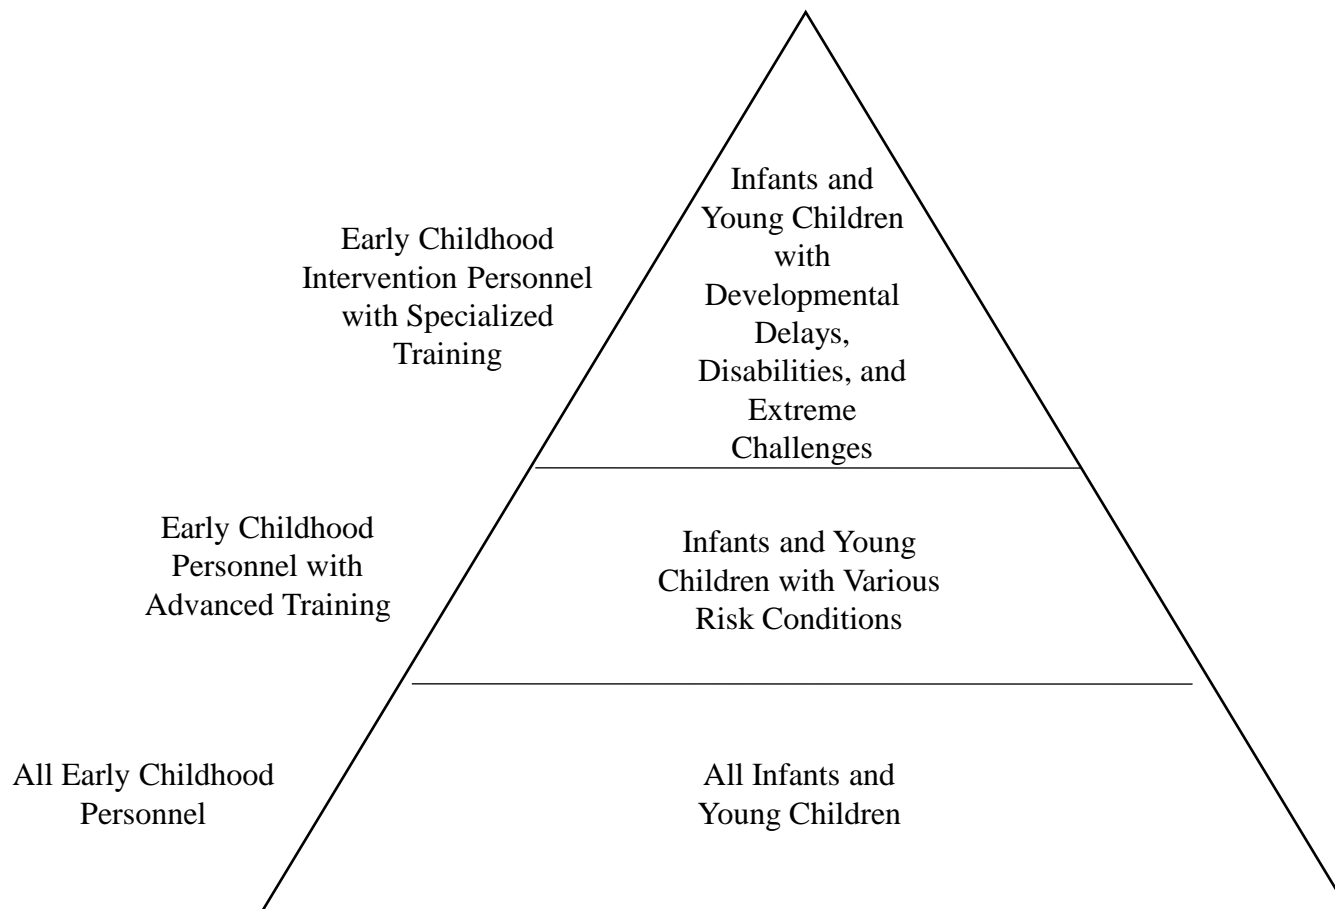 Infants and
Young Children
with
Developmental
Delays,
Disabilities, and
Extreme
Challenges
Early Childhood
Intervention Personnel
with Specialized
Training
Early Childhood
Personnel with
Advanced Training
Infants and Young
Children with Various
Risk Conditions
All Early Childhood
Personnel
All Infants and
Young Children